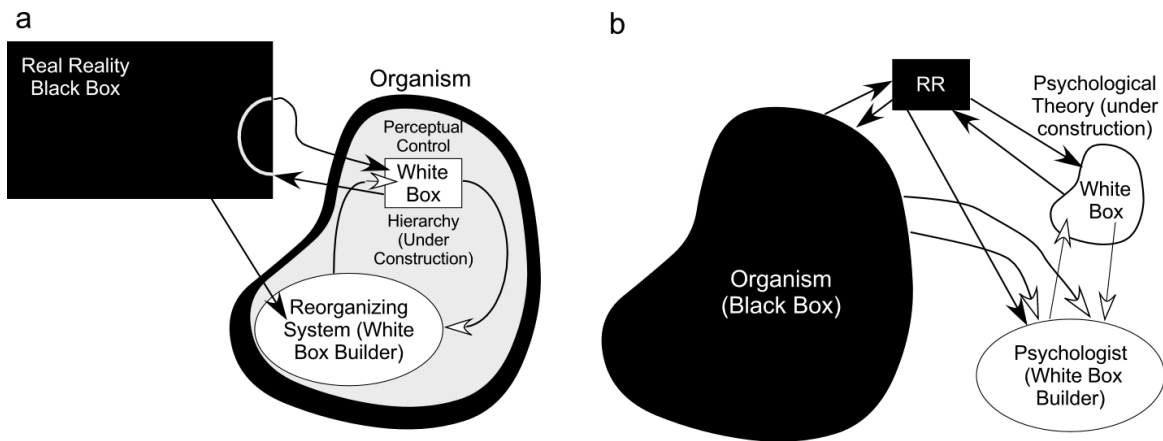 a
Real Reality
Black Box
Organism
Perceptual
Control
White
Box
Hierarchy
(Under
Construction)
Reorganizing
System (White
Box Builder)
b
RR
Psychological
Theory (under
construction)
White
Box
Organism
(Black Box)
Psychologist
(White Box
Builder)